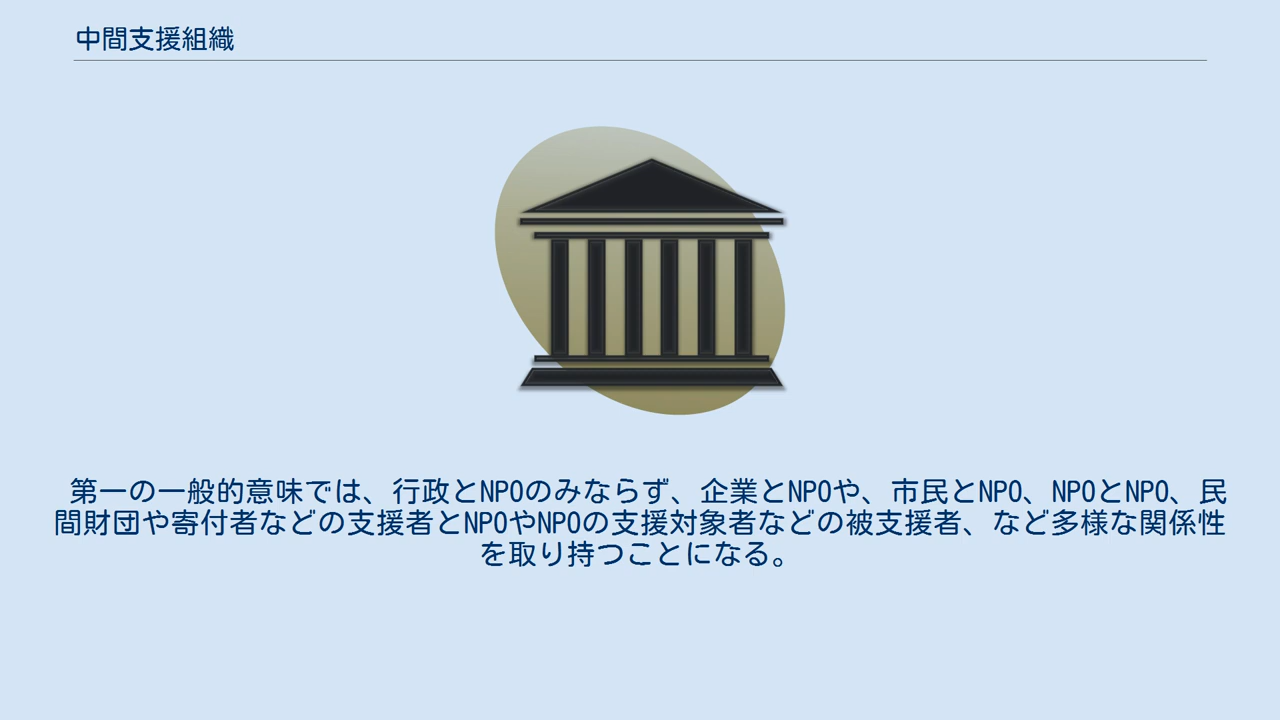 中間支援組織
第一の一般的意味では、行政とNPOのみならず、企業とNPOや、市民とNPO、NPOとNPO、民
間財団や寄付者などの支援者とNPOやNPOの支援対象者などの被支援者、など多様な関係性
を取り持つことになる。